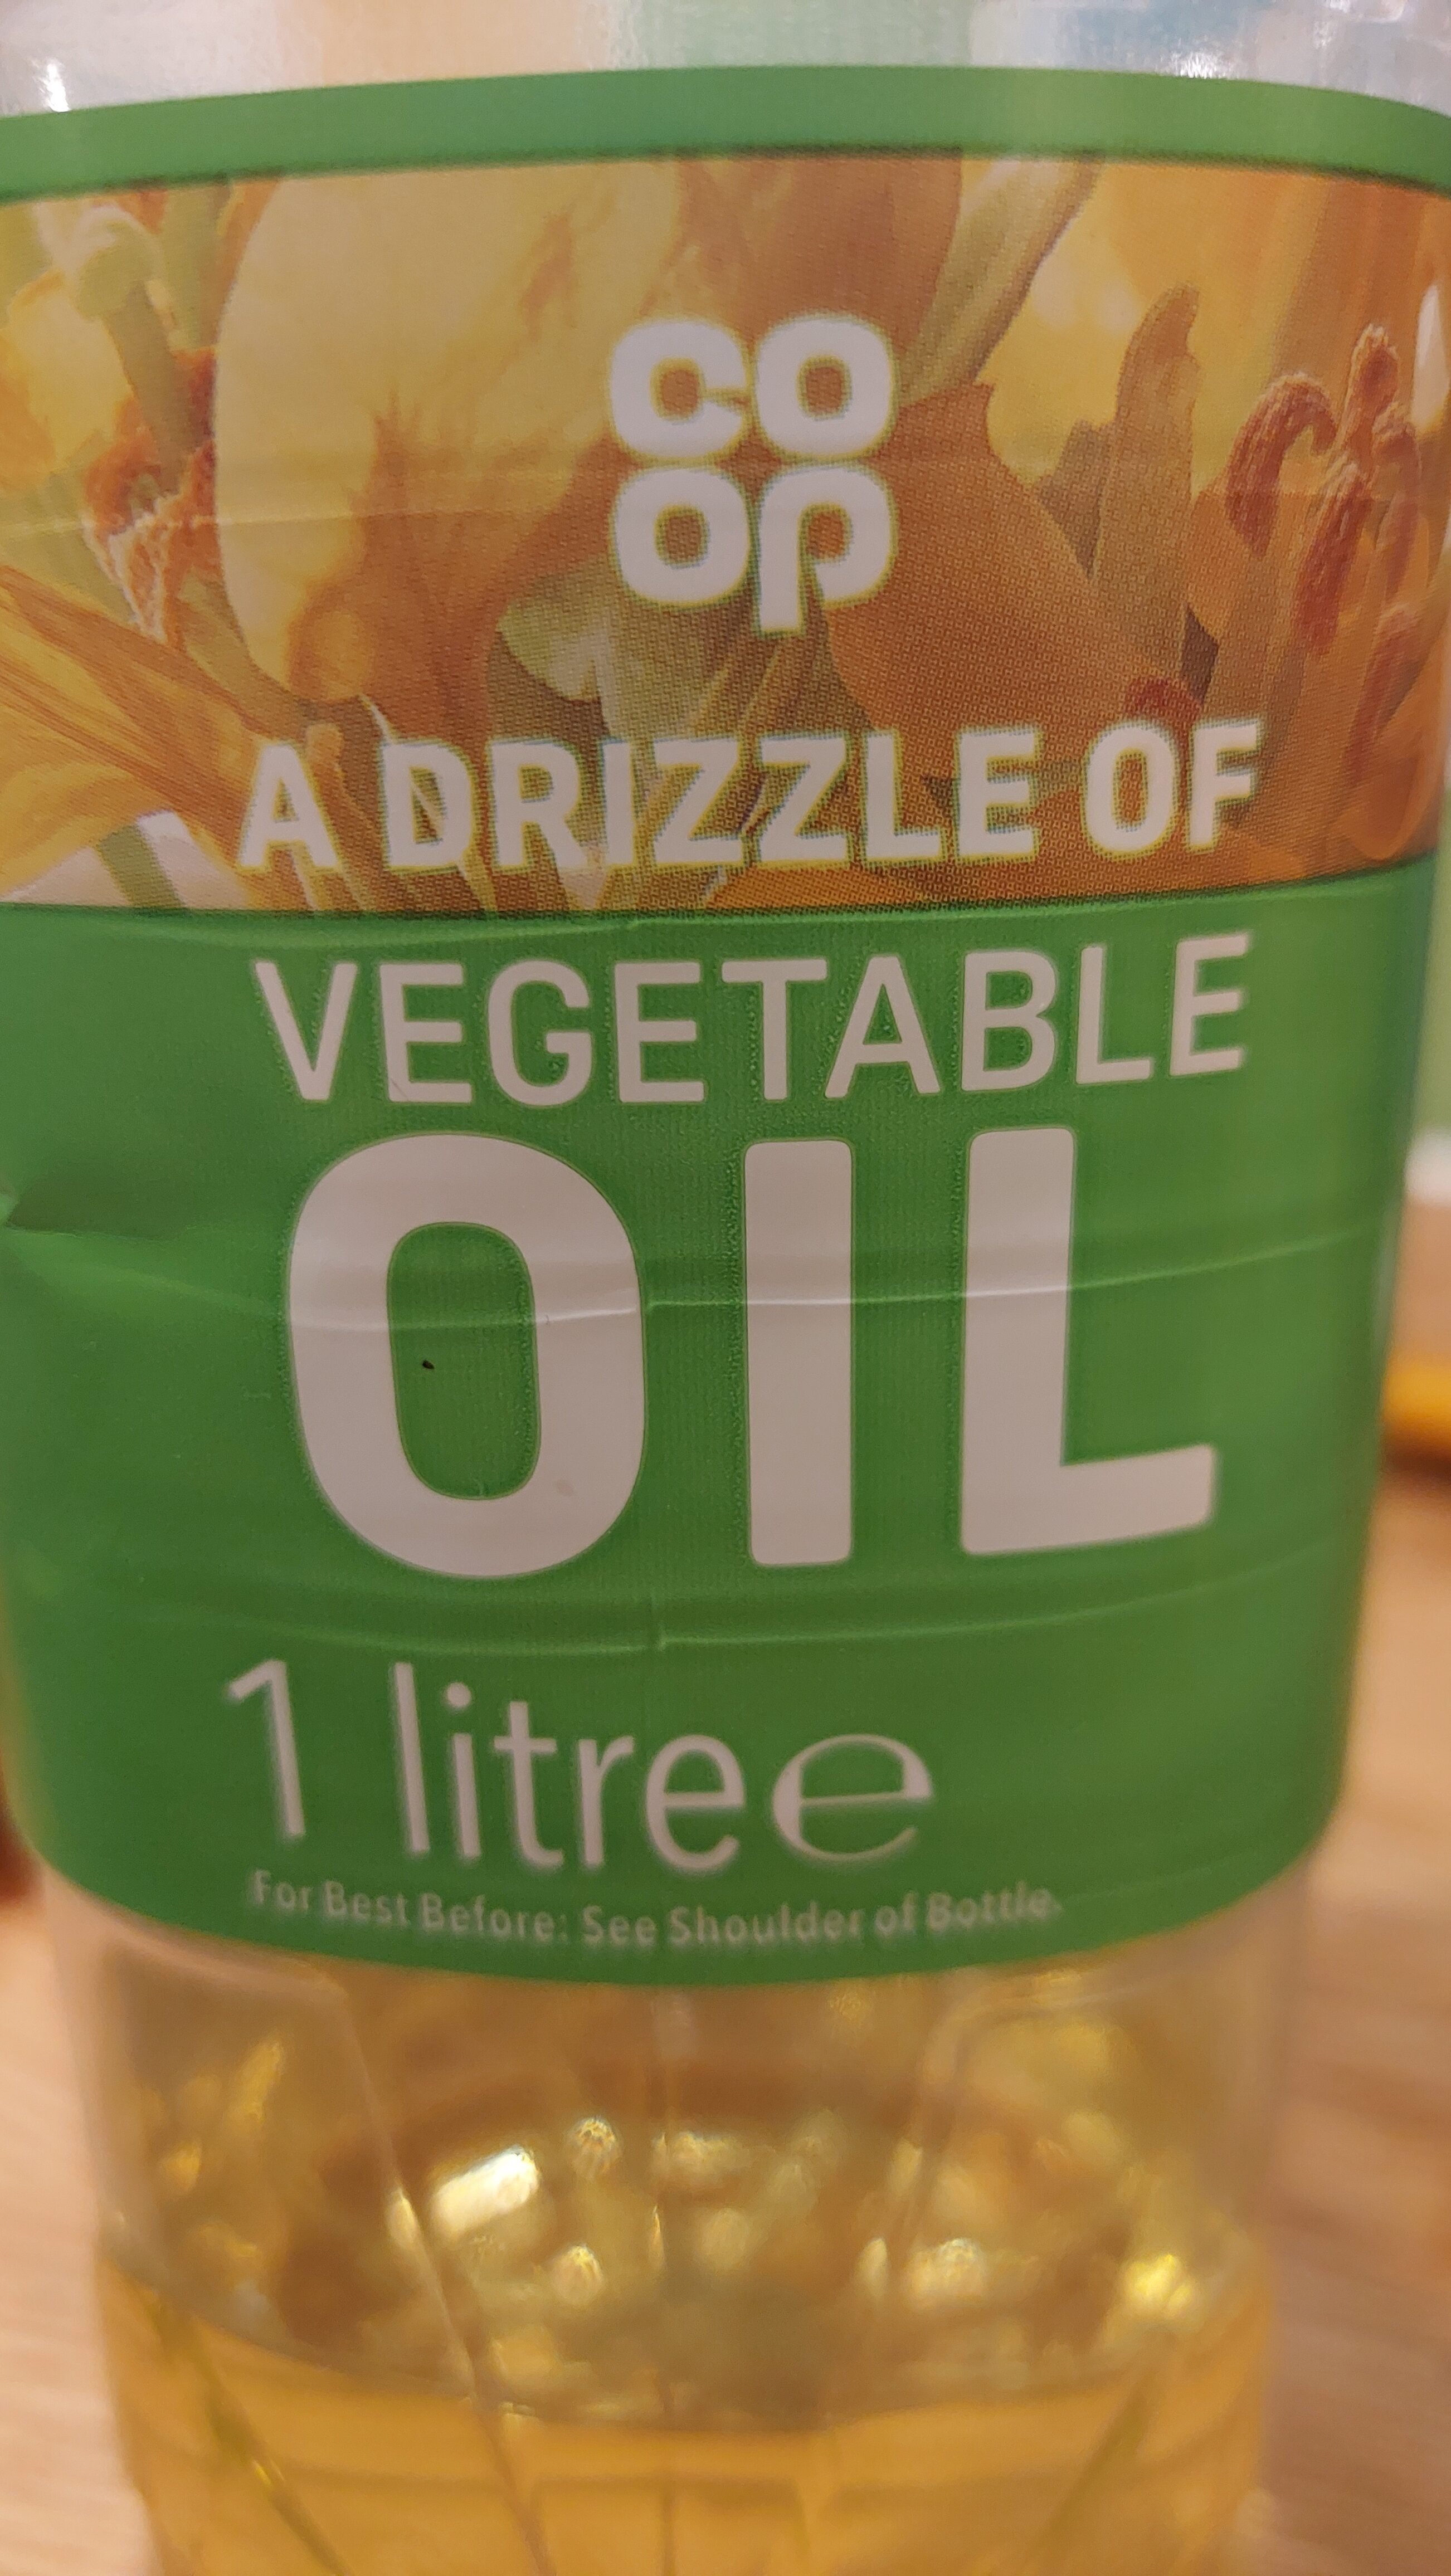 co
op
A DRIZZLE OF
VEGETABLE
OIL
1 litre ℮
For Best Before: See Shoulder of Bottle.